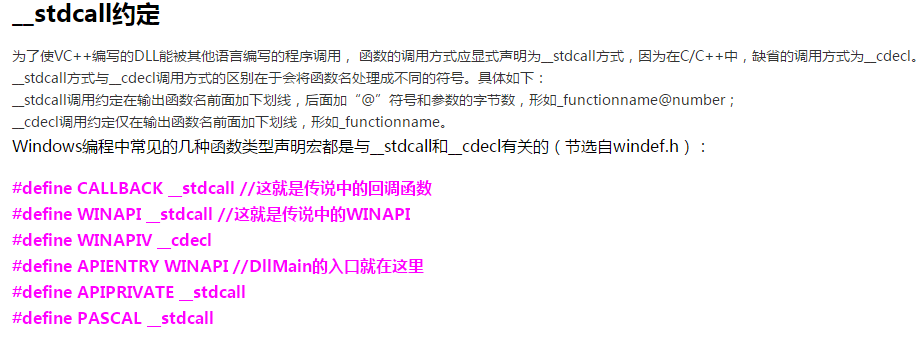 __stdcall约定
为了使VC++编写的DLL能被其他语言编写的程序调用， 函数的调用方式应显式声明为__stdcall方式，因为在C/C++中，缺省的调用方式为__cdecl。
__stdcall方式与__cdecl调用方式的区别在于会将函数名处理成不同的符号。具体如下：
__stdcall调用约定在输出函数名前面加下划线，后面加“@”符号和参数的字节数，形如_functionname@number；
__cdecl调用约定仅在输出函数名前面加下划线，形如_functionname。
Windows编程中常见的几种函数类型声明宏都是与__stdcall和__cdecl有关的（节选自windef.h）：
#define CALLBACK __stdcall //这就是传说中的回调函数
#define WINAPI __stdcall //这就是传说中的WINAPI
#define WINAPIV __cdecl
#define APIENTRY WINAPI //DllMain的入口就在这里
#define APIPRIVATE __stdcall
#define PASCAL __stdcall